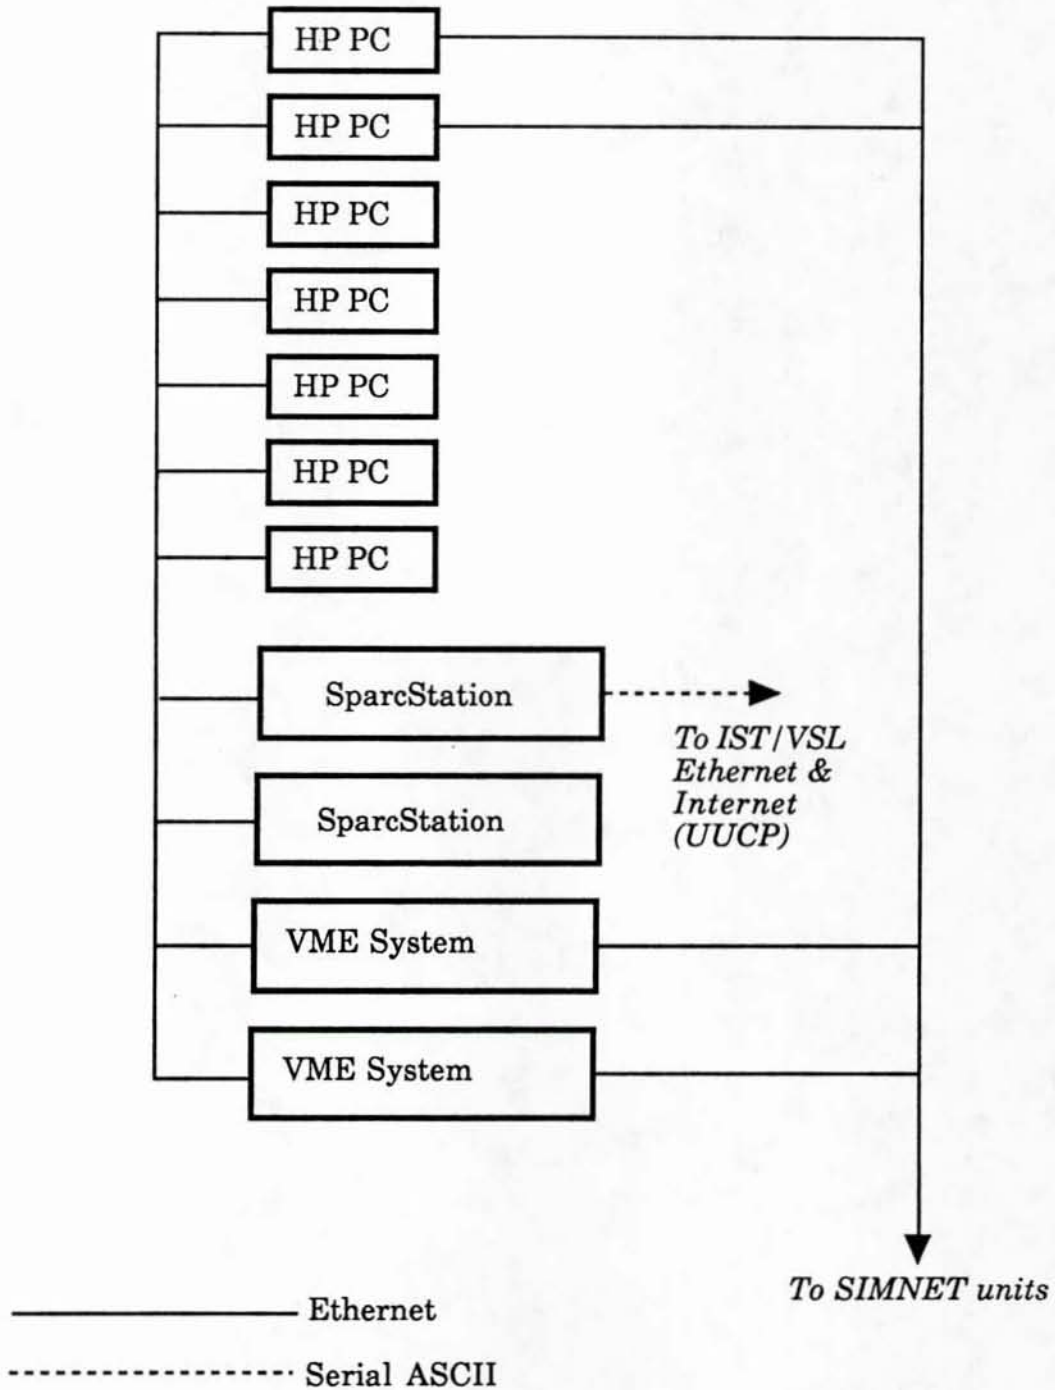 HP PC
HP PC
HP PC
HP PC
HP PC
HP PC
HP PC
SparcStation
To IST/VSL
Ethernet &
Internet
(UUCP)
SparcStation
VME System
VME System
To SIMNET units
Ethernet
Serial ASCII